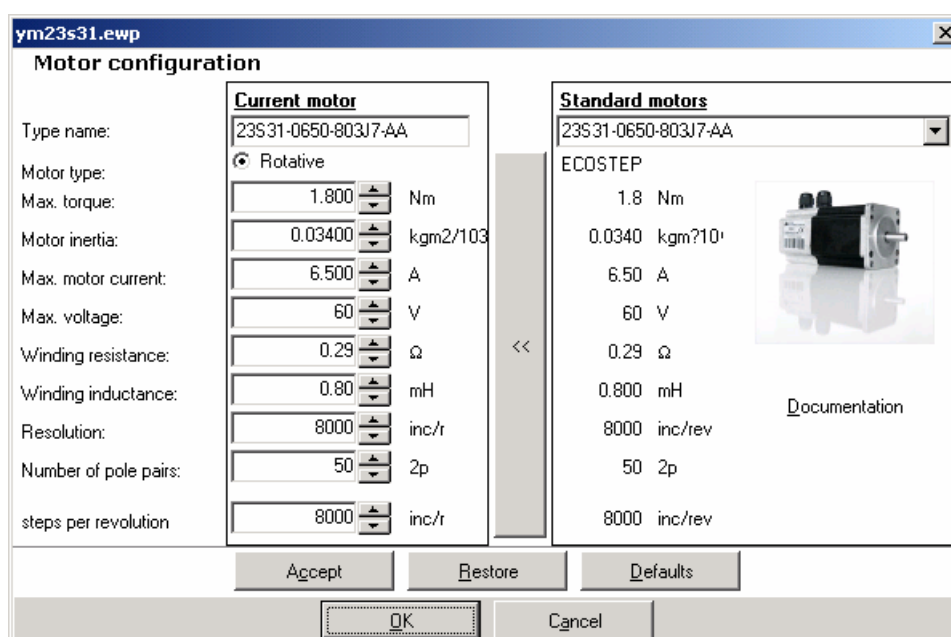 ym23s31.ewp
Motor configuration
Current motor Standard motors
Type name: 23S31-0650-803J7-AA 23S31-0650-803J7-AA
Motor type: Rotative ECOSTEP
Max. torque: 1.800 Nm 1.8 Nm
Motor inertia: 0.03400 kgm2/103 0.0340 kgm?10
Max. motor current: 6.500 A 6.50 A
Max. voltage: 60 V 60 V
Winding resistance: 0.29 Ω << 0.29 Ω
Winding inductance: 0.80 mH 0.800 mH
Documentation
Resolution: 8000 inc/r 8000 inc/rev
Number of pole pairs: 50 2p 50 2p
steps per revolution 8000 inc/r 8000 inc/rev
Accept Restore Defaults
OK Cancel